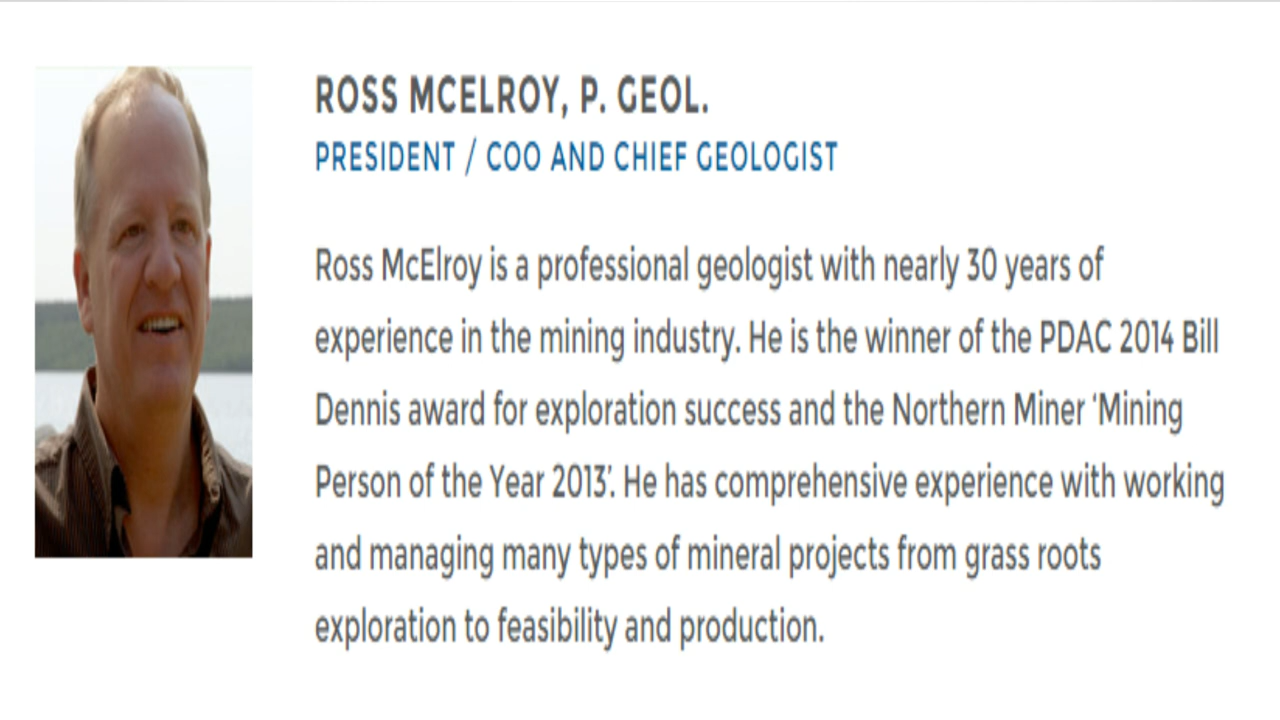 ROSS MCELROY, P. GEOL.
PRESIDENT / COO AND CHIEF GEOLOGIST
Ross McElroy is a professional geologist with nearly 30 years of
experience in the mining industry. He is the winner of the PDAC 2014 Bill
Dennis award for exploration success and the Northern Miner ‘Mining
Person of the Year 2013’. He has comprehensive experience with working
and managing many types of mineral projects from grass roots
exploration to feasibility and production.